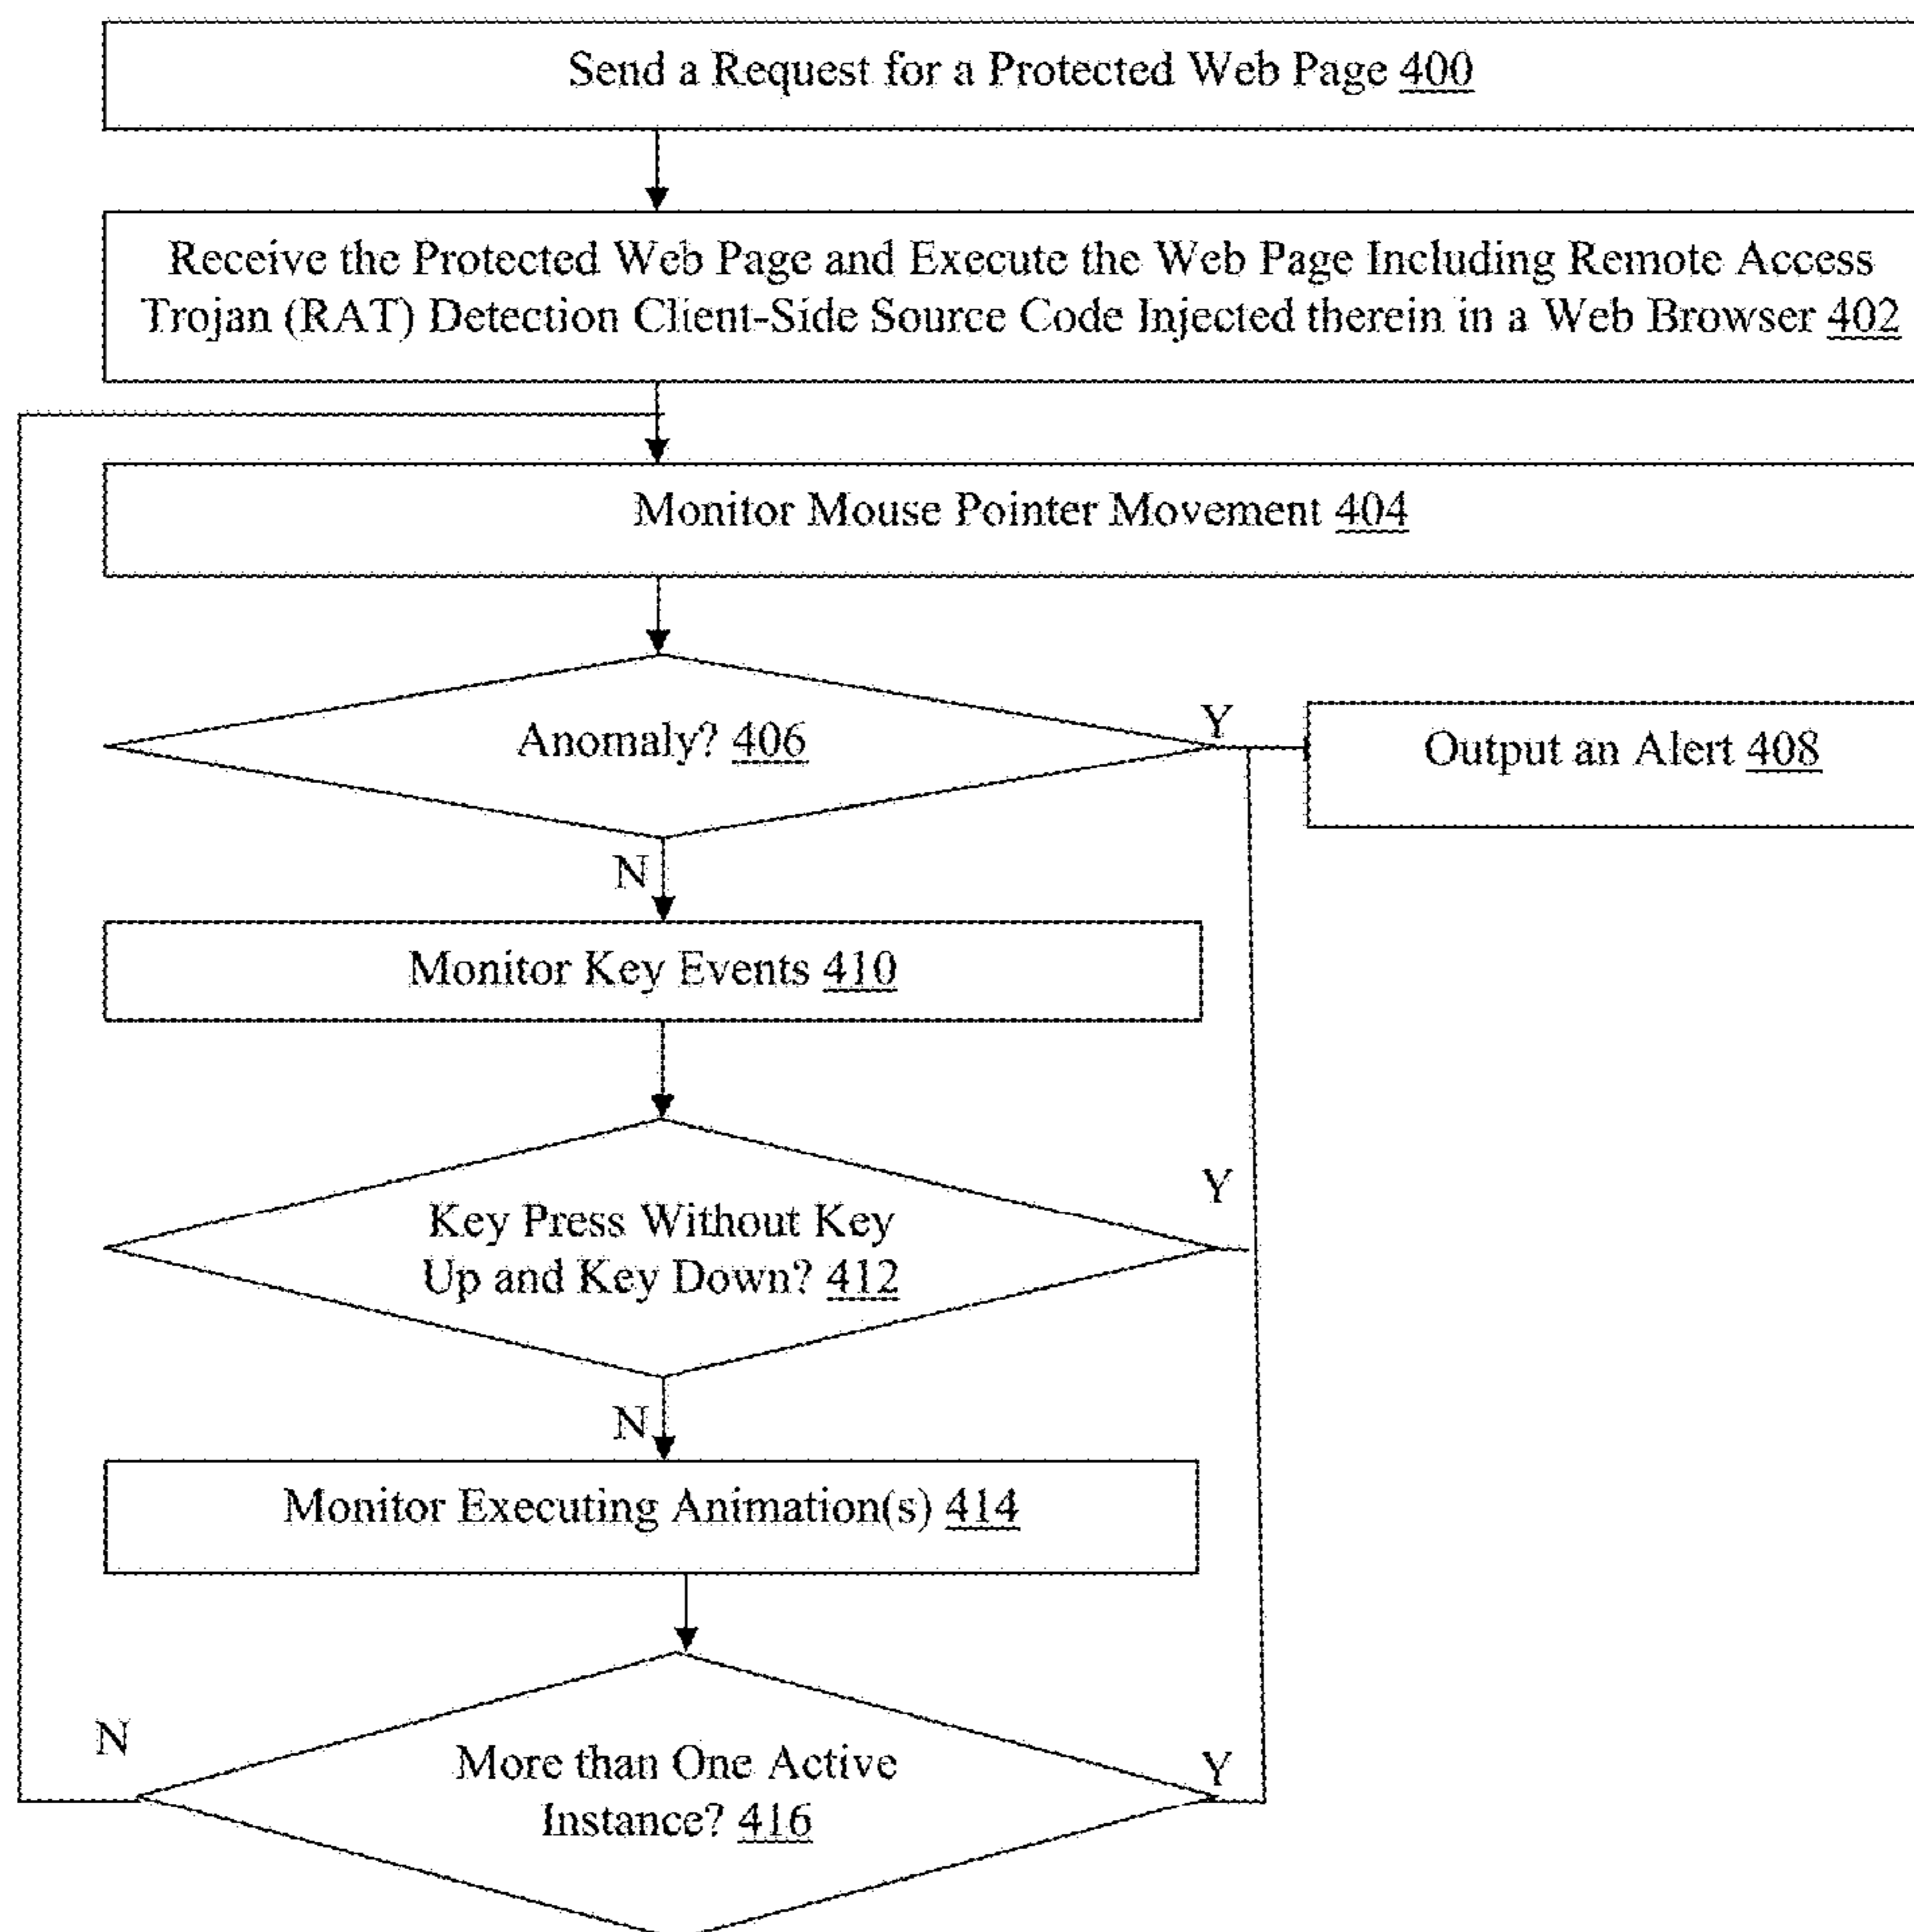 Send a Request for a Protected Web Page 400
Receive the Protected Web Page and Execute the Web Page Including Remote Access
Trojan (RAT) Detection Client-Side Source Code Injected therein in a Web Browser 402
Monitor Mouse Pointer Movement 404
Anomaly? 406
Y
Output an Alert 408
N
Monitor Key Events 410
Key Press Without Key
Up and Key Down? 412
Y
N
Monitor Executing Animation(s) 414
N
More than One Active
Instance? 416
Y